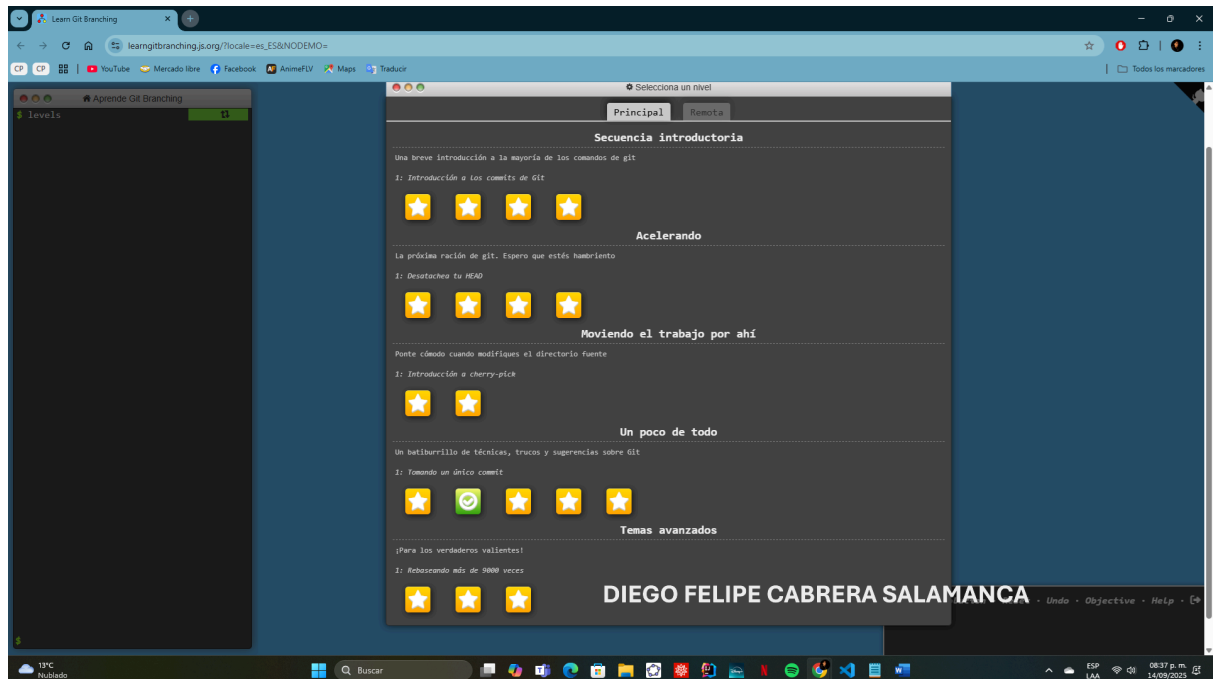 Learn Git Branching
learngitbranching.js.org/?locale=es_ES&NODEMO=
CP CP YouTube Mercado libre Facebook AnimeFLV Maps Traducir Todos los marcadores
Aprende Git Branching
$ levels
$
Selecciona un nivel
Principal Remota
Secuencia introductoria
Una breve introducción a la mayoría de los comandos de git
1: Introducción a Los commits de Git
Acelerando
La próxima ración de git. Espero que estés hambriento
1: Desatachea tu HEAD
Moviendo el trabajo por ahí
Ponte cómodo cuando modifiques el directorio fuente
1: Introducción a cherry-pick
Un poco de todo
Un batiburrillo de técnicas, trucos y sugerencias sobre Git
1: Tomando un único commit
Temas avanzados
¡Para los verdaderos valientes!
1: Rebaseando más de 9000 veces
DIEGO FELIPE CABRERA SALAMANCA
· Undo · Objective · Help ·
13°C
Nublado
Buscar
ESP
LAA
08:37 p. m.
14/09/2025